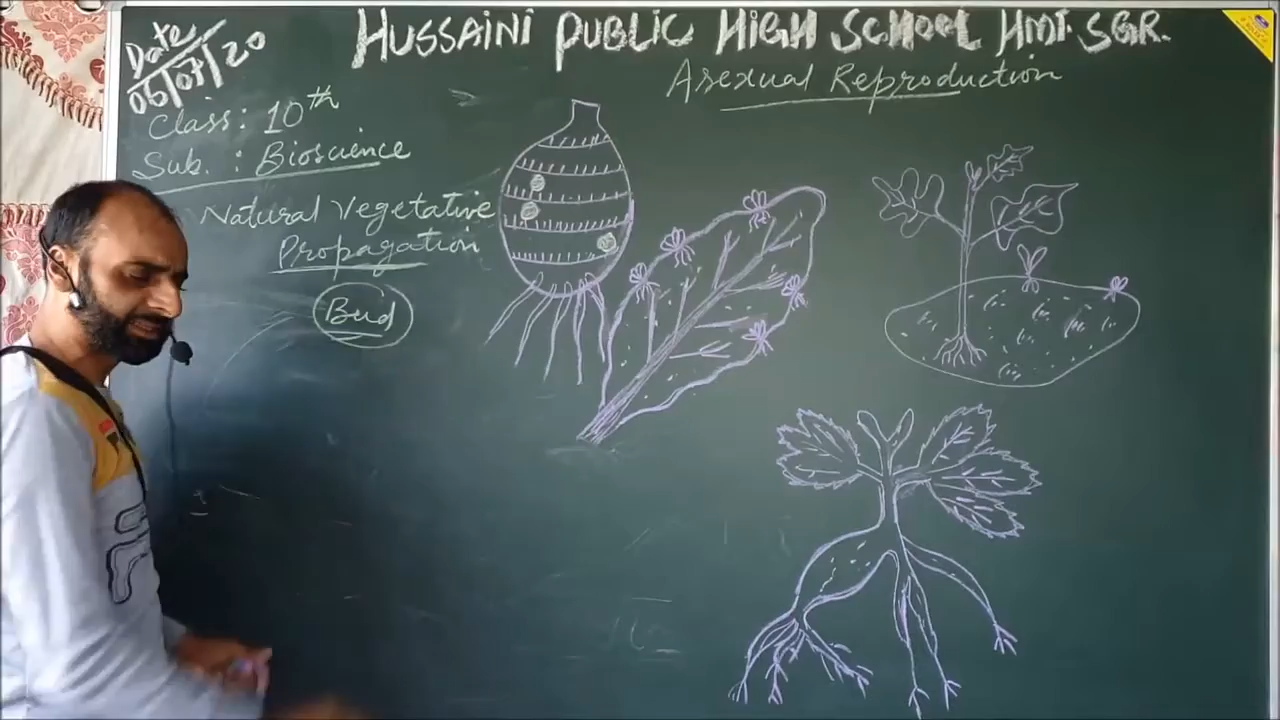 HUSSAINI PUBLIC HIGH SCHOOL HMT. SGR.
Date
06/07/20
Asexual Reproduction
Class: 10th
Sub. : Bioscience
Natural Vegetative
Propagation
Bud